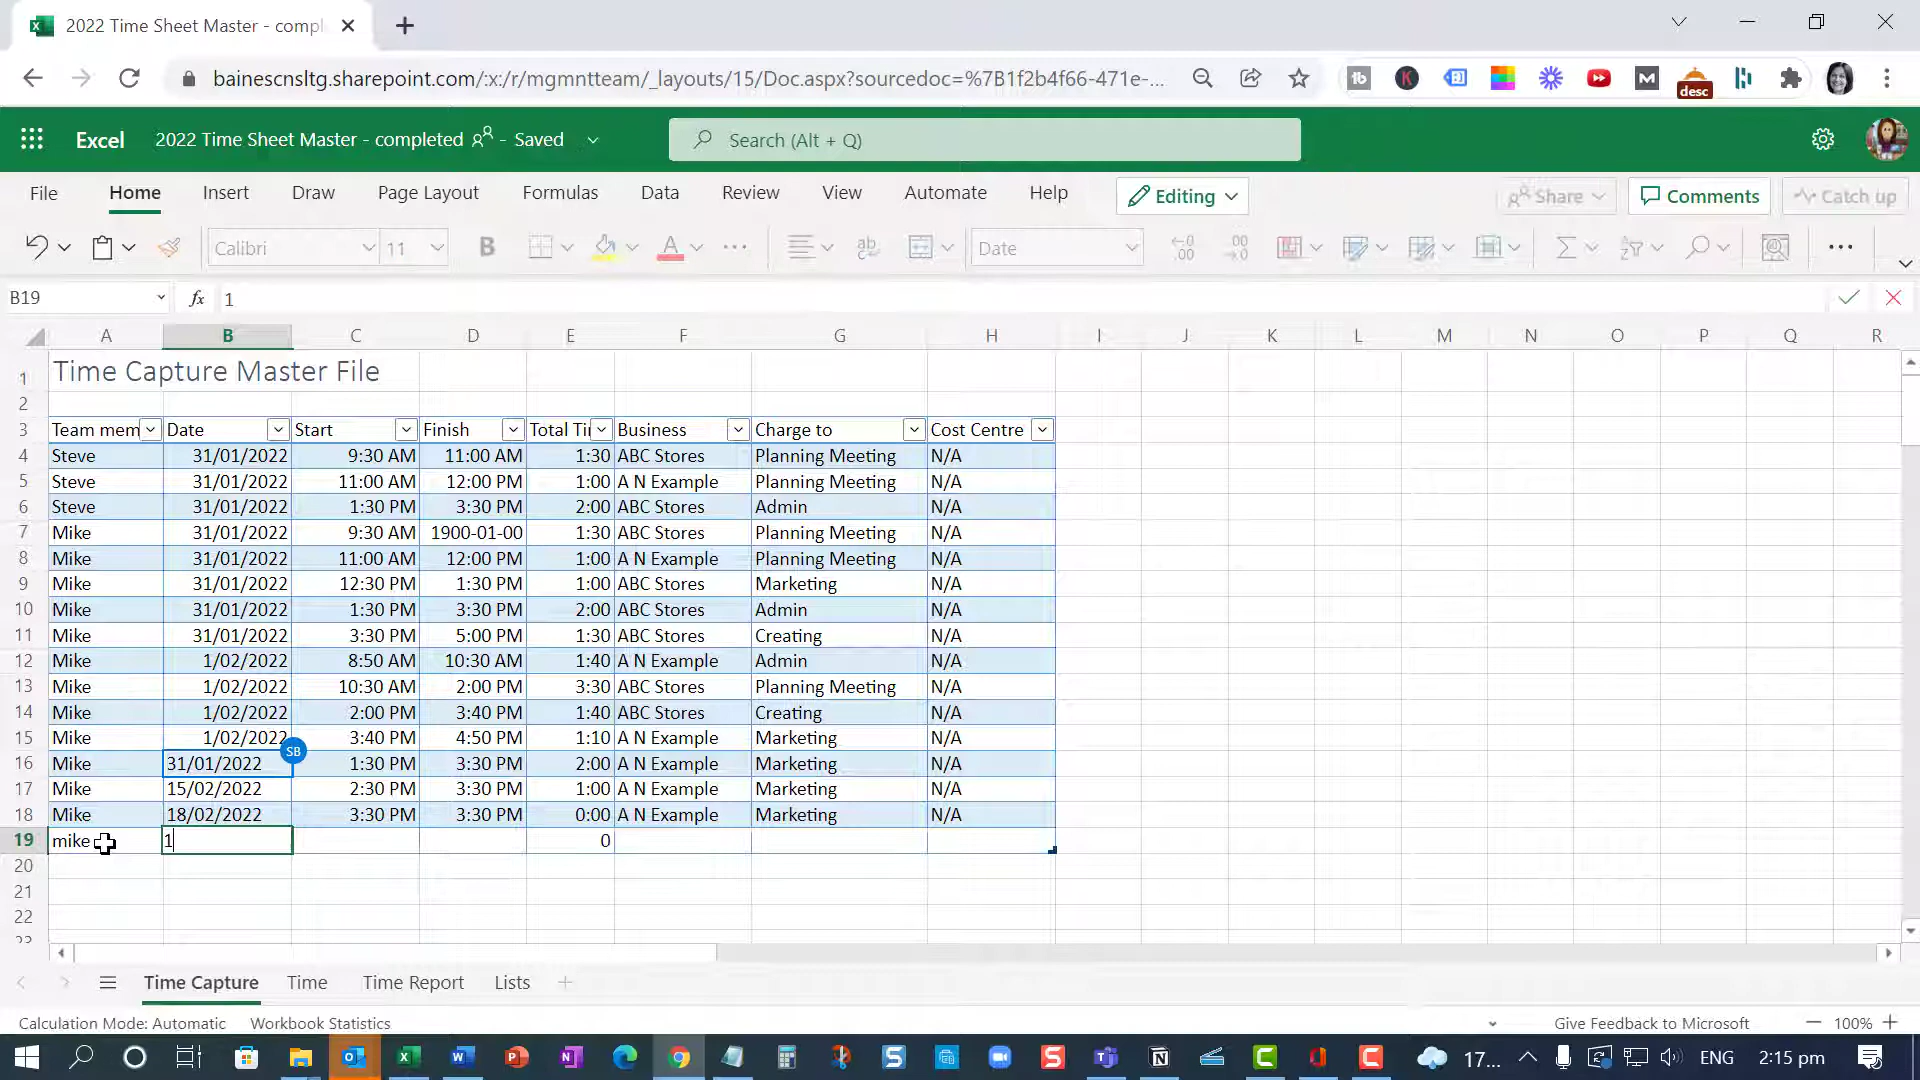 2022 Time Sheet Master - compl
bainescnsltg.sharepoint.com/:x:/r/mgmntteam/_layouts/15/Doc.aspx?sourcedoc=%7B1f2b4f66-471e-...
desc
Excel 2022 Time Sheet Master - completed - Saved Search (Alt + Q)
File Home Insert Draw Page Layout Formulas Data Review View Automate Help Editing Share Comments Catch up
Calibri 11 B A ab Date
B19 fx 1
A B C D E F G H I J K L M N O P Q R
1 Time Capture Master File
2
3 Team mem Date Start Finish Total Ti Business Charge to Cost Centre
4 Steve 31/01/2022 9:30 AM 11:00 AM 1:30 ABC Stores Planning Meeting N/A
5 Steve 31/01/2022 11:00 AM 12:00 PM 1:00 A N Example Planning Meeting N/A
6 Steve 31/01/2022 1:30 PM 3:30 PM 2:00 ABC Stores Admin N/A
7 Mike 31/01/2022 9:30 AM 1900-01-00 1:30 ABC Stores Planning Meeting N/A
8 Mike 31/01/2022 11:00 AM 12:00 PM 1:00 A N Example Planning Meeting N/A
9 Mike 31/01/2022 12:30 PM 1:30 PM 1:00 ABC Stores Marketing N/A
10 Mike 31/01/2022 1:30 PM 3:30 PM 2:00 ABC Stores Admin N/A
11 Mike 31/01/2022 3:30 PM 5:00 PM 1:30 ABC Stores Creating N/A
12 Mike 1/02/2022 8:50 AM 10:30 AM 1:40 A N Example Admin N/A
13 Mike 1/02/2022 10:30 AM 2:00 PM 3:30 ABC Stores Planning Meeting N/A
14 Mike 1/02/2022 2:00 PM 3:40 PM 1:40 ABC Stores Creating N/A
15 Mike 1/02/2022 3:40 PM 4:50 PM 1:10 A N Example Marketing N/A
SB
16 Mike 31/01/2022 1:30 PM 3:30 PM 2:00 A N Example Marketing N/A
17 Mike 15/02/2022 2:30 PM 3:30 PM 1:00 A N Example Marketing N/A
18 Mike 18/02/2022 3:30 PM 3:30 PM 0:00 A N Example Marketing N/A
19 mike 1 0
20
21
22
23
Time Capture Time Time Report Lists
Calculation Mode: Automatic Workbook Statistics Give Feedback to Microsoft 100%
17... ENG 2:15 pm